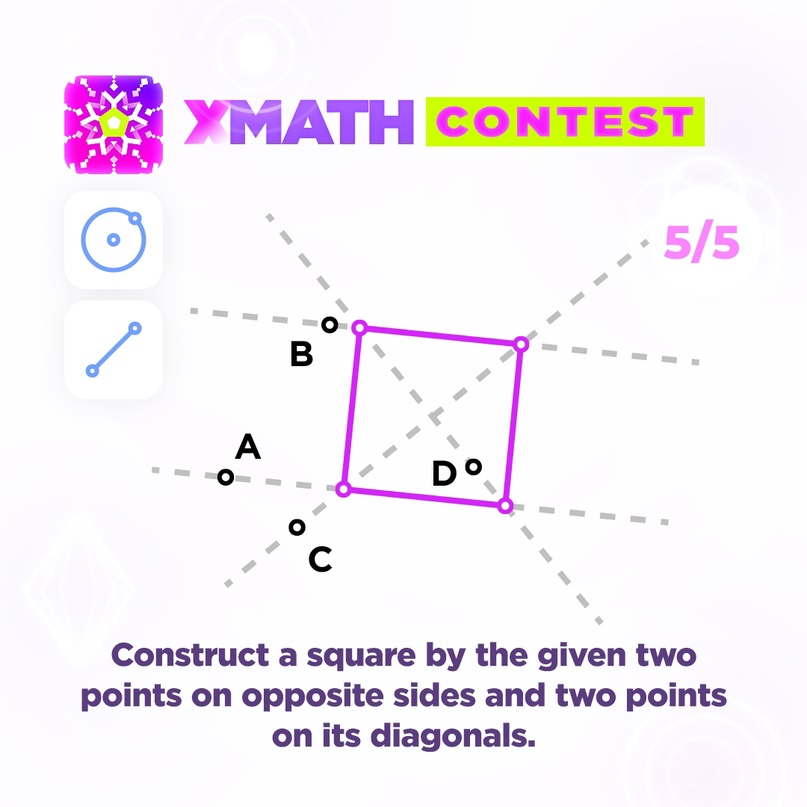 XMATH CONTEST
5/5
B
A
D
C
Construct a square by the given two
points on opposite sides and two points
on its diagonals.